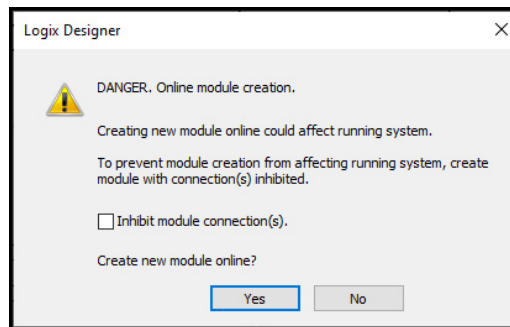 Logix Designer
DANGER. Online module creation.
Creating new module online could affect running system.
To prevent module creation from affecting running system, create
module with connection(s) inhibited.
Inhibit module connection(s).
Create new module online?
Yes
No